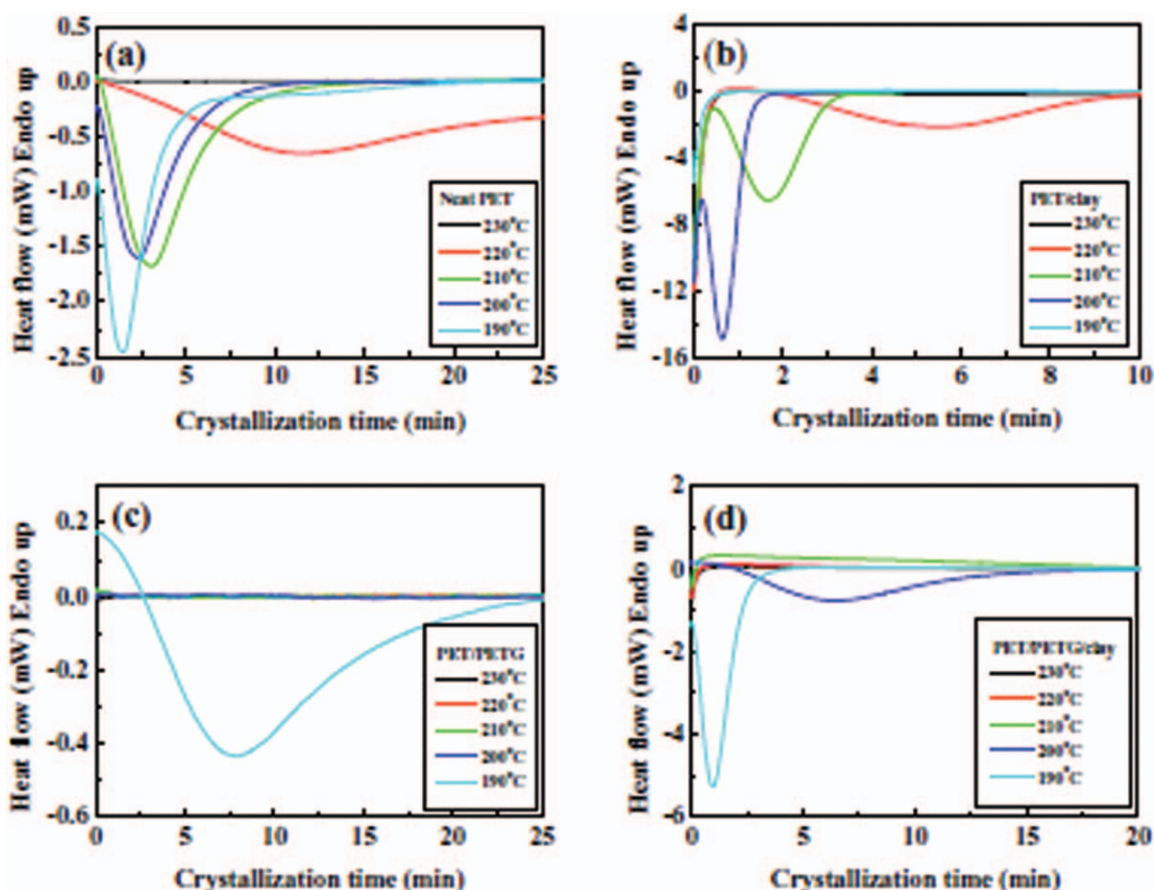 (a)
0.5
0.0
-0.5
-1.0
-1.5
-2.0
-2.5
Heat flow (mW) Endo up
0 5 10 15 20 25
Crystallization time (min)
Neat PET
230°C
220°C
210°C
200°C
190°C
(b)
4
0
-4
-8
-12
-16
Heat flow (mW) Endo up
0 2 4 6 8 10
Crystallization time (min)
PET/clay
230°C
220°C
210°C
200°C
190°C
(c)
0.2
0.0
-0.2
-0.4
-0.6
Heat flow (mW) Endo up
0 5 10 15 20 25
Crystallization time (min)
PET/PETG
230°C
220°C
210°C
200°C
190°C
(d)
2
0
-2
-4
-6
Heat flow (mW) Endo up
0 5 10 15 20
Crystallization time (min)
PET/PETG/clay
230°C
220°C
210°C
200°C
190°C